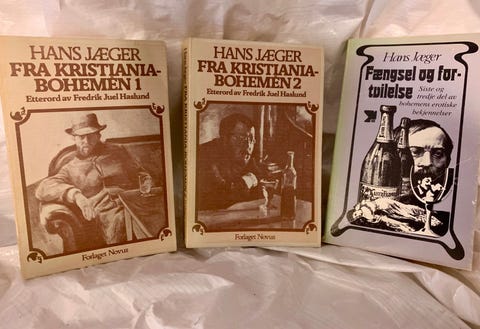 HANS JÆGER
FRA KRISTIANIA-
BOHEMÊN 1
Etterord av Fredrik Juel Haslund
Forlaget Novus
HANS JÆGER
FRA KRISTIANIA-
BOHEMÊN 2
Etterord av Fredrik Juel Haslund
Forlaget Novus
Hans Jæger
Fængsel og for-
tvilelse
Siste og
tredje del av
bohemens erotiske
bekjennelser